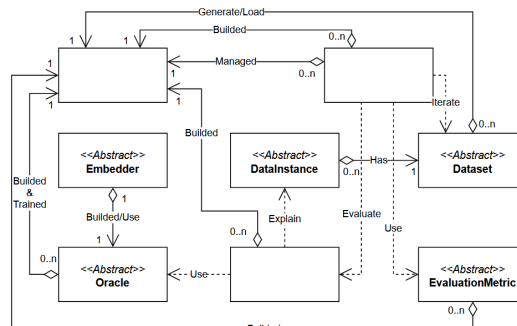 Generate/Load
Builded
1
1
1
Managed
0..n
0..n
1
1
1
Iterate
0..n
Builded
<<Abstract>>
Embedder
<<Abstract>>
DataInstance
0..n
Has
1
<<Abstract>>
Dataset
Builded
&
Trained
1
Builded/Use
Explain
Evaluate
Use
1
0..n
0..n
<<Abstract>>
Oracle
Use
<<Abstract>>
EvaluationMetric
0..n